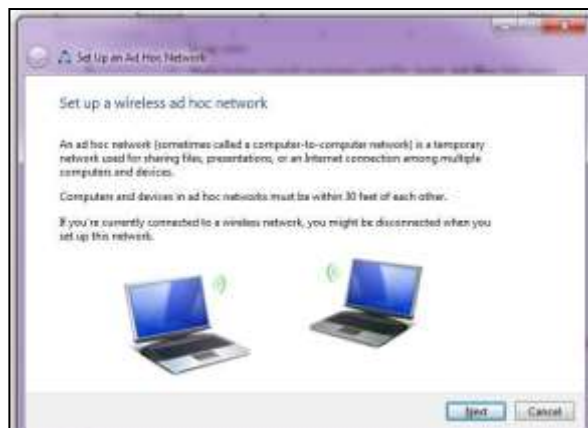 Set Up an Ad Hoc Network
Set up a wireless ad hoc network
An ad hoc network (sometimes called a computer-to-computer network) is a temporary
network used for sharing files, presentations, or an Internet connection among multiple
computers and devices.
Computers and devices in ad hoc networks must be within 30 feet of each other.
If you're currently connected to a wireless network, you might be disconnected when you
set up this network.
Next Cancel